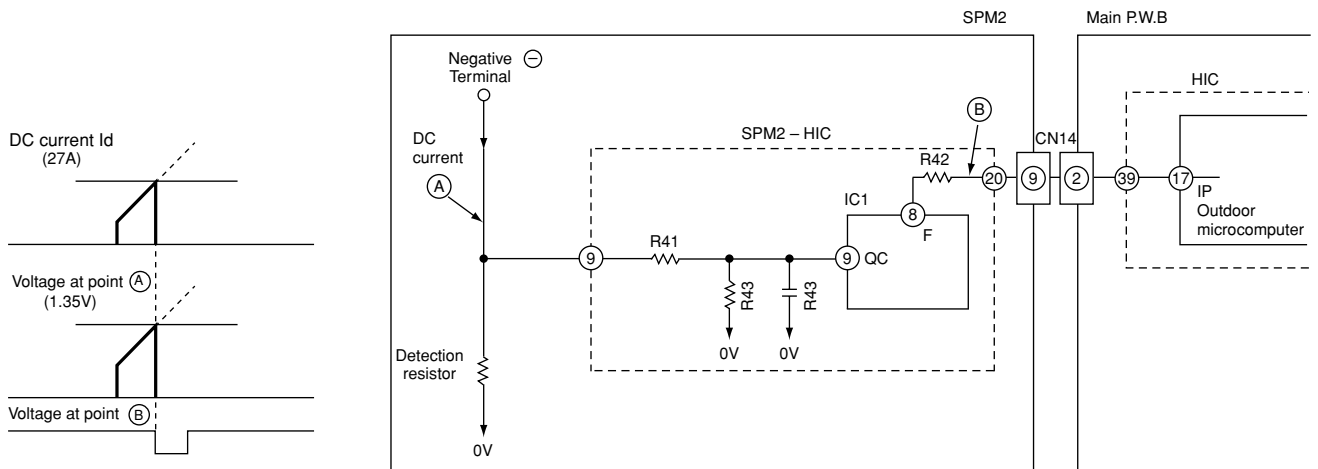 DC current Id
(27A)
Voltage at point Ⓐ
(1.35V)
Voltage at point Ⓑ
SPM2
Main P.W.B
Negative ⊖
Terminal
DC
current
Ⓐ
Detection
resistor
0V
SPM2 – HIC
⑨
R41
R43
0V
R43
0V
⑨ QC
IC1
⑧
F
R42
Ⓑ
⑳
CN14
⑨
②
HIC
㊴
⑰
IP
Outdoor
microcomputer